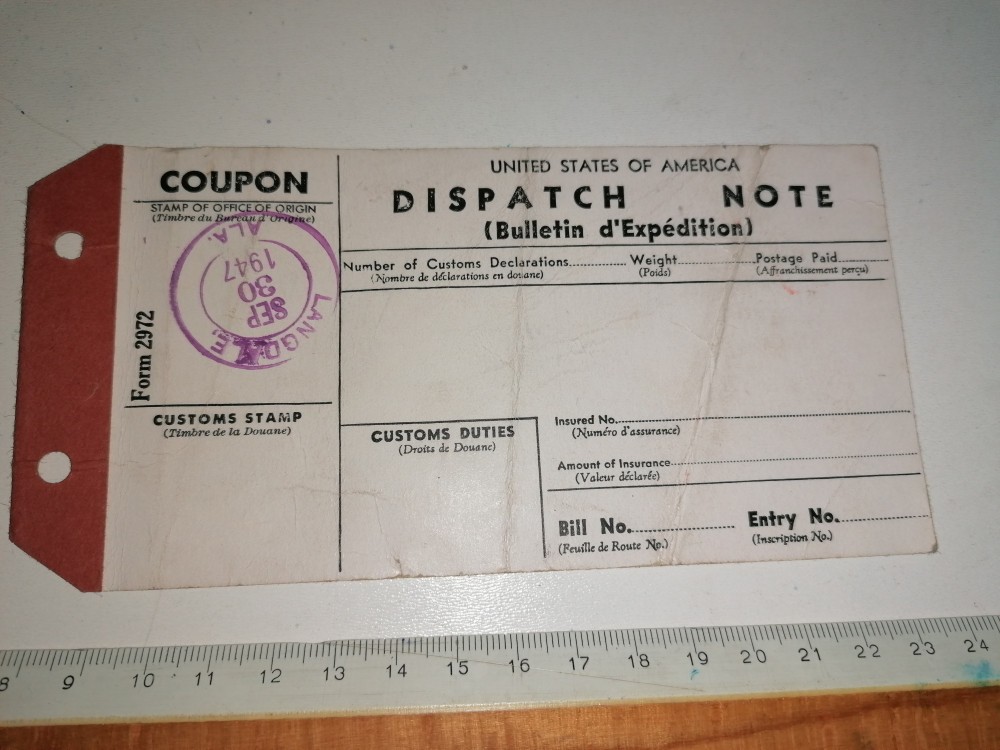 COUPON
STAMP OF OFFICE OF ORIGIN
(Timbre du Bureau d'Origine)
LANGDALE,
ALA.
SEP
30
1947
Form 2972
CUSTOMS STAMP
(Timbre de la Douane)
UNITED STATES OF AMERICA
DISPATCH NOTE
(Bulletin d'Expédition)
Number of Customs Declarations............ Weight................Postage Paid............
(Nombre de déclarations en douane) (Poids) (Affranchissement perçu)
CUSTOMS DUTIES
(Droits de Douane)
Insured No.
(Numéro d'assurance)
Amount of Insurance
(Valeur déclarée)
Bill No. Entry No.
(Feuille de Route No.) (Inscription No.)
8 9 10 11 12 13 14 15 16 17 18 19 20 21 22 23 24